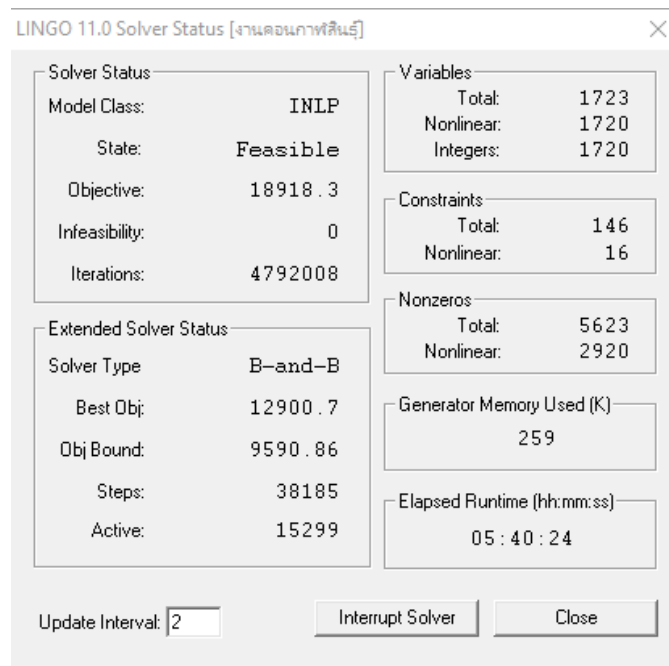 LINGO 11.0 Solver Status [งานคอนกาฬสินธุ์]
Solver Status
Model Class: INLP
State: Feasible
Objective: 18918.3
Infeasibility: 0
Iterations: 4792008
Extended Solver Status
Solver Type B-and-B
Best Obj: 12900.7
Obj Bound: 9590.86
Steps: 38185
Active: 15299
Variables
Total: 1723
Nonlinear: 1720
Integers: 1720
Constraints
Total: 146
Nonlinear: 16
Nonzeros
Total: 5623
Nonlinear: 2920
Generator Memory Used (K)
259
Elapsed Runtime (hh:mm:ss)
05:40:24
Update Interval: 2
Interrupt Solver
Close